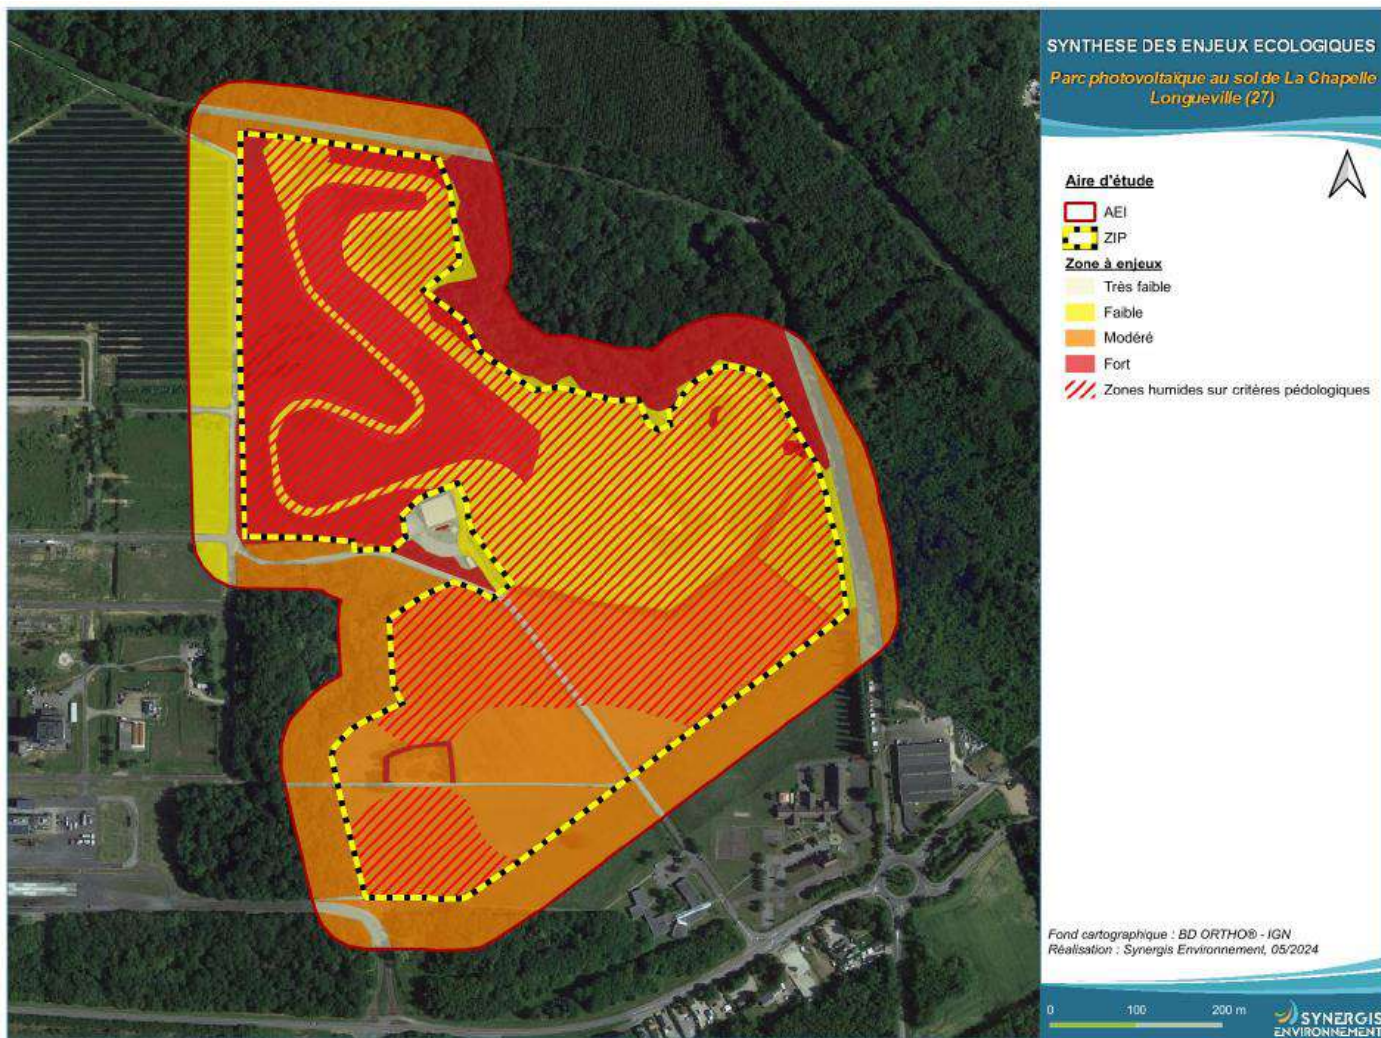 SYNTHESE DES ENJEUX ECOLOGIQUES
Parc photovoltaïque au sol de La Chapelle
Longueville (27)
Aire d'étude
AEI
ZIP
Zone à enjeux
Très faible
Faible
Modéré
Fort
Zones humides sur critères pédologiques
Fond cartographique : BD ORTHO® - IGN
Réalisation : Synergis Environnement, 05/2024
0 100 200 m
SYNERGIS
ENVIRONNEMENT